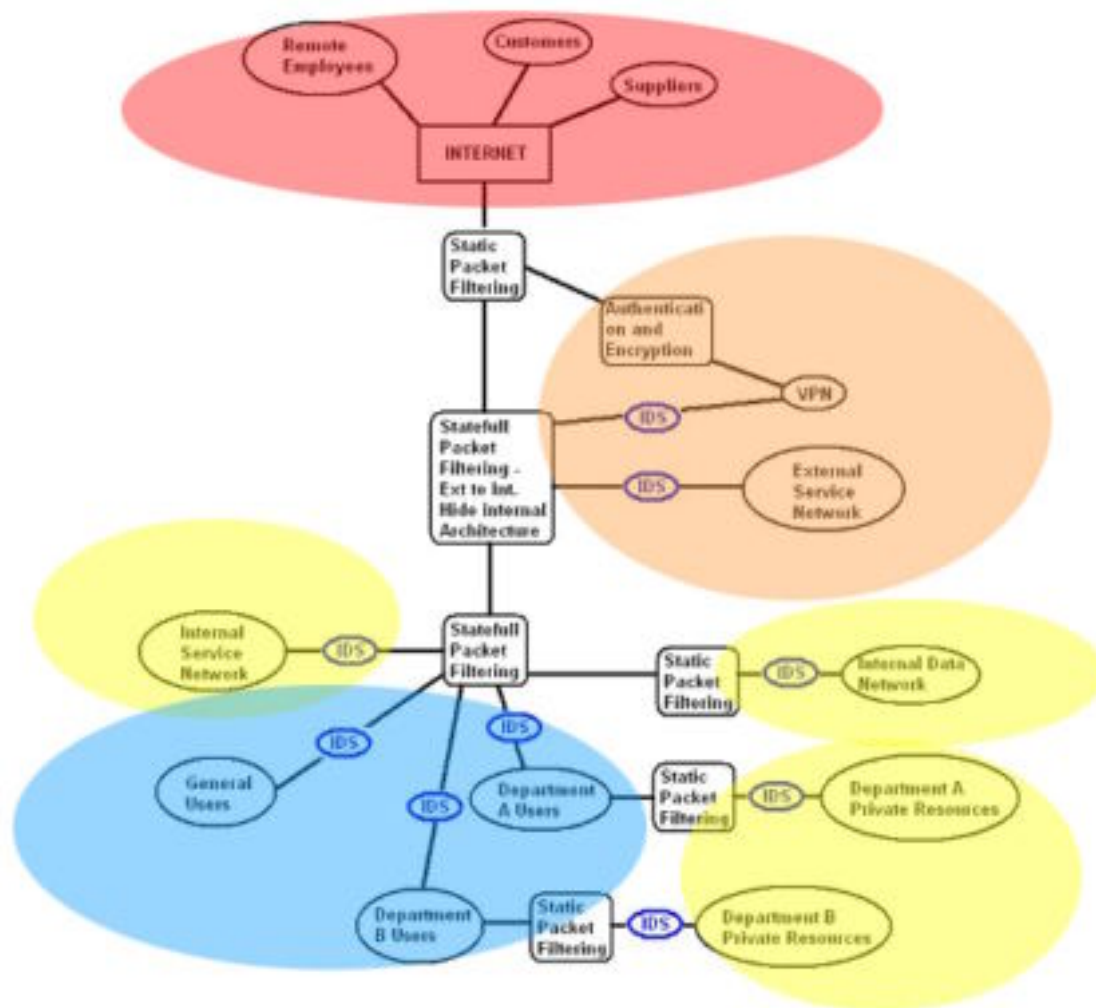 Remote
Employees
Customers
Suppliers
INTERNET
Static
Packet
Filtering
Authenticati
on and
Encryption
VPN
IDS
Statefull
Packet
Filtering -
Ext to Int.
Hide internal
Architecture
IDS
External
Service
Network
Internal
Service
Network
IDS
Statefull
Packet
Filtering
Static
Packet
Filtering
IDS
Internal Data
Network
IDS
IDS
General
Users
IDS
Department
A Users
Static
Packet
Filtering
IDS
Department A
Private Resources
Department
B Users
Static
Packet
Filtering
IDS
Department B
Private Resources